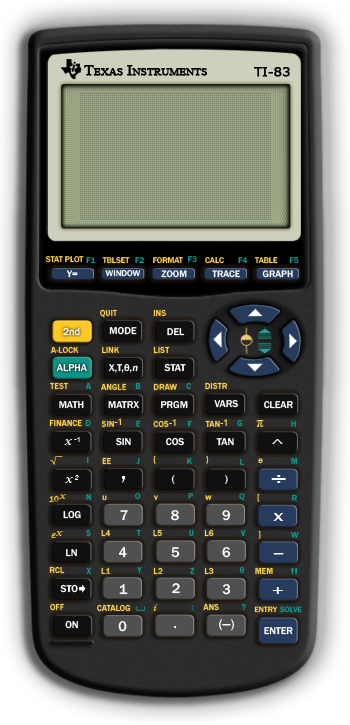 TEXAS INSTRUMENTS TI-83
STAT PLOT F1 TBLSET F2 FORMAT F3 CALC F4 TABLE F5
Y= WINDOW ZOOM TRACE GRAPH
QUIT INS
2nd MODE DEL
A-LOCK LINK LIST
ALPHA X,T,θ,n STAT
TEST A ANGLE B DRAW C DISTR
MATH MATRX PRGM VARS CLEAR
FINANCE D SIN-1 E COS-1 F TAN-1 G π H
x-1 SIN COS TAN ^
√ I EE J { K } L e M
x² , ( ) ÷
10x N u O v P w Q [ R
LOG 7 8 9 x
ex S L4 T L5 U L6 V ] W
LN 4 5 6 −
RCL X L1 Y L2 Z L3 θ MEM "
STO➡ 1 2 3 +
OFF CATALOG ⎵ i : ANS ? ENTRY SOLVE
ON 0 . (−) ENTER